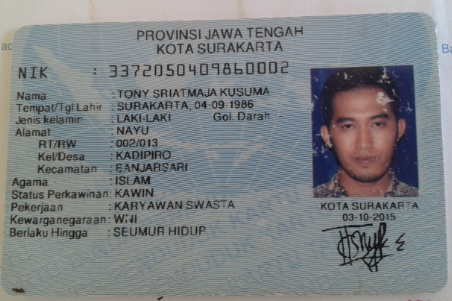 PROVINSI JAWA TENGAH
KOTA SURAKARTA
NIK : 3372050409860002
Nama : TONY SRIATMAJA KUSUMA
Tempat/Tgl Lahir : SURAKARTA, 04-09-1986
Jenis kelamin : LAKI-LAKI Gol. Darah
Alamat : NAYU
RT/RW : 002/013
Kel/Desa : KADIPIRO
Kecamatan : BANJARSARI
Agama : ISLAM
Status Perkawinan: KAWIN
Pekerjaan : KARYAWAN SWASTA
Kewarganegaraan: WNI
Berlaku Hingga : SEUMUR HIDUP
KOTA SURAKARTA
03-10-2015